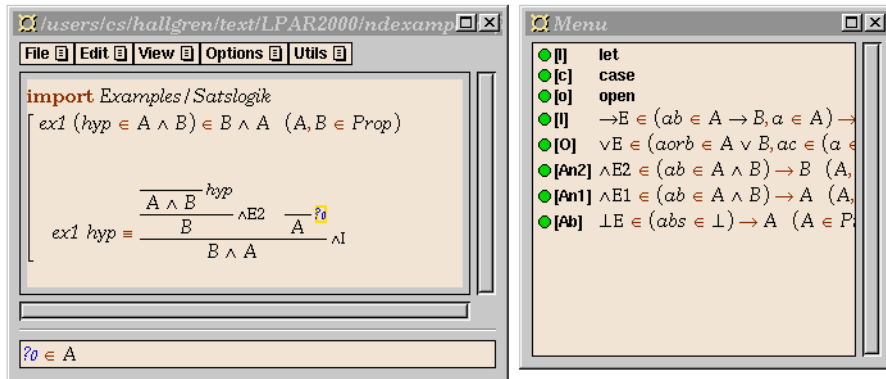 /users/cs/hallgren/text/LPAR2000/ndexamp
File Edit View Options Utils
import Examples/Satslogik
ex1 (hyp ∈ A ∧ B) ∈ B ∧ A (A, B ∈ Prop)
hyp
A ∧ B
∧E2 ?0
B A
ex1 hyp ≡ ∧I
B ∧ A
?0 ∈ A
Menu
[l] let
[c] case
[o] open
[I] →E ∈ (ab ∈ A → B, a ∈ A) →
[O] ∨E ∈ (aorb ∈ A ∨ B, ac ∈ (a ∈
[An2] ∧E2 ∈ (ab ∈ A ∧ B) → B (A,
[An1] ∧E1 ∈ (ab ∈ A ∧ B) → A (A,
[Ab] ⊥E ∈ (abs ∈ ⊥) → A (A ∈ P